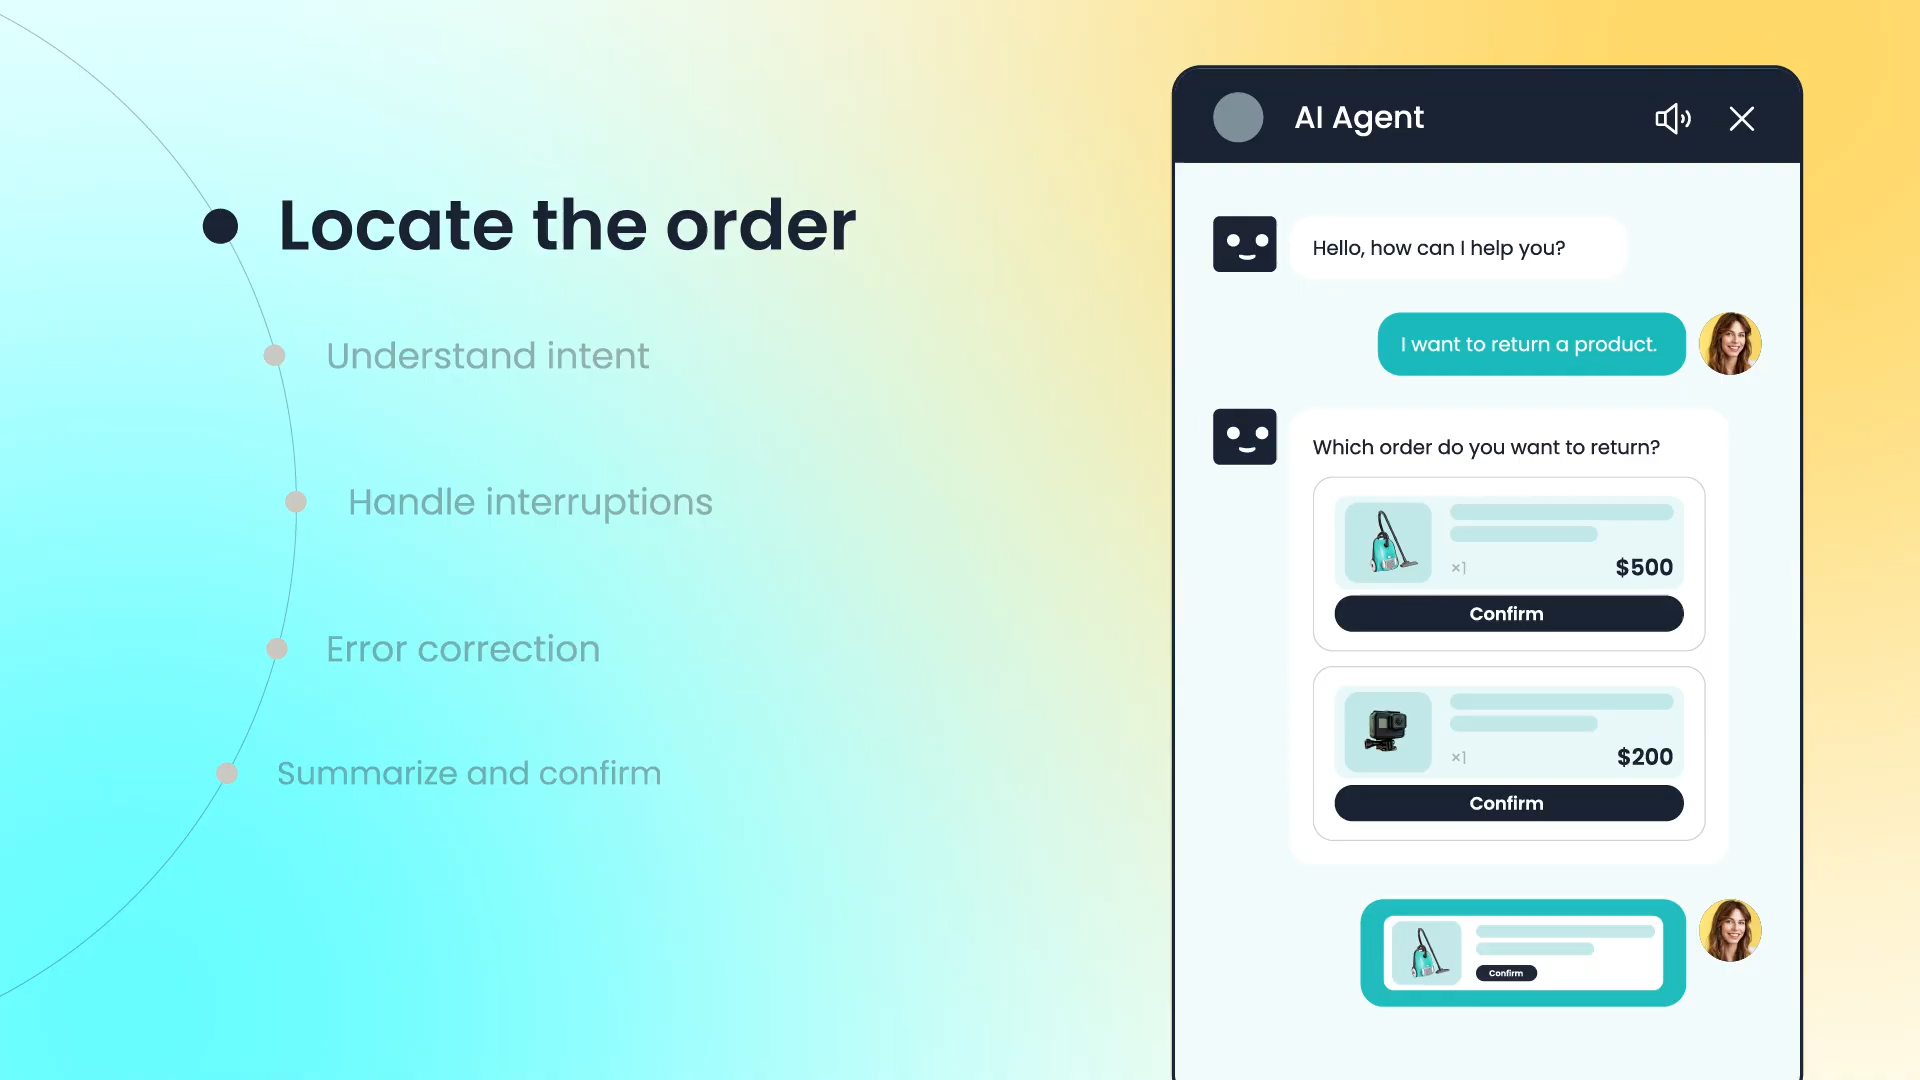 Locate the order
Understand intent
Handle interruptions
Error correction
Summarize and confirm
AI Agent
Hello, how can I help you?
I want to return a product.
Which order do you want to return?
×1
$500
Confirm
×1
$200
Confirm
Confirm